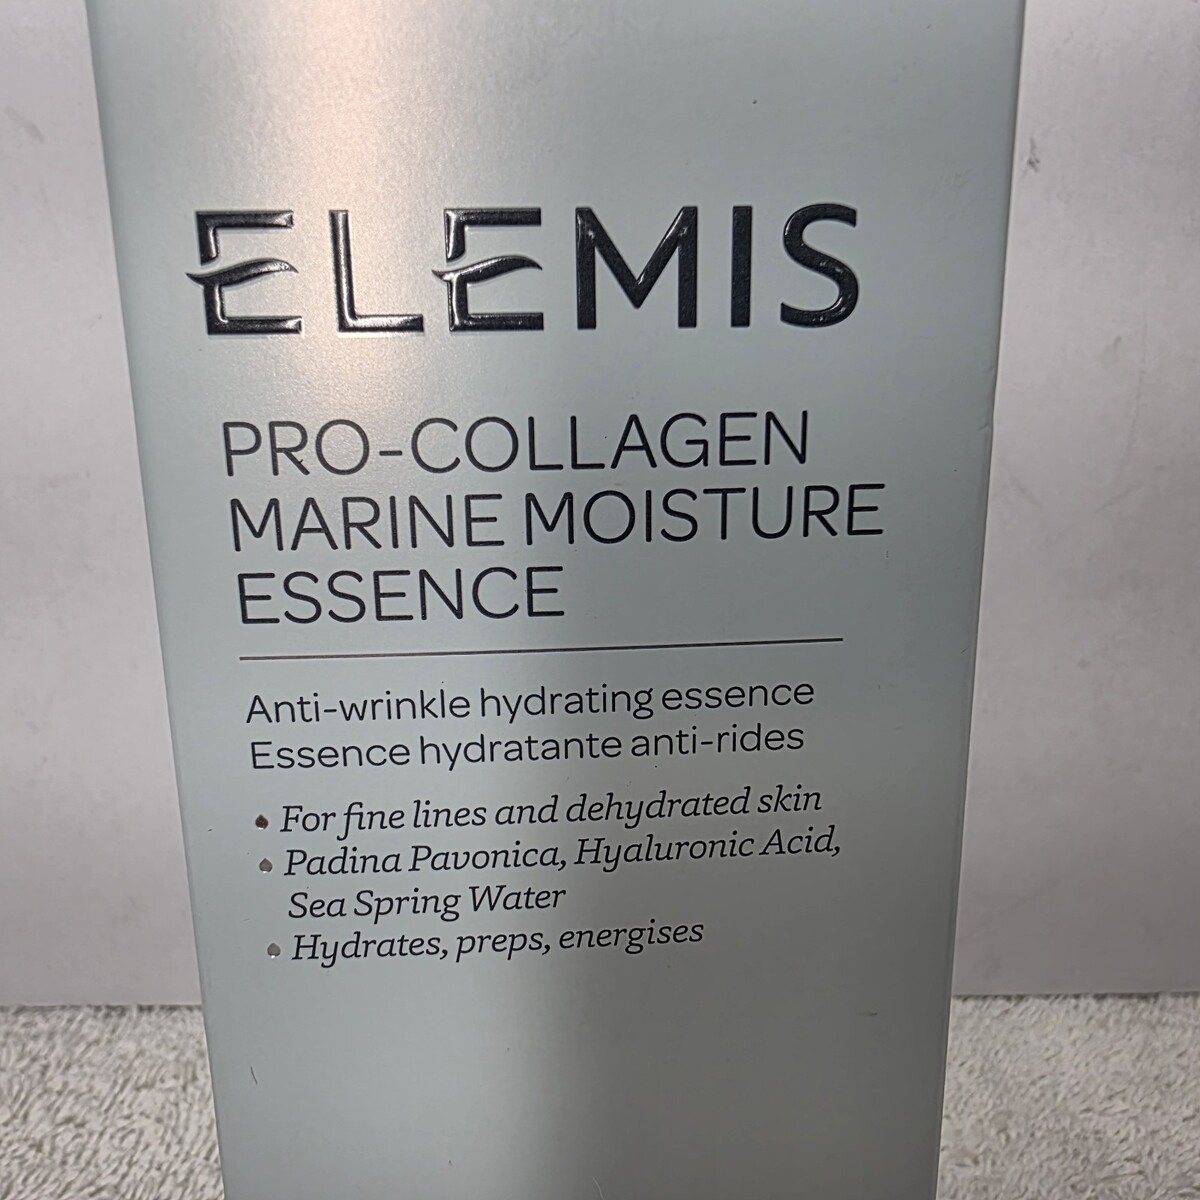 ELEMIS
PRO-COLLAGEN
MARINE MOISTURE
ESSENCE
Anti-wrinkle hydrating essence
Essence hydratante anti-rides
• For fine lines and dehydrated skin
• Padina Pavonica, Hyaluronic Acid,
Sea Spring Water
• Hydrates, preps, energises